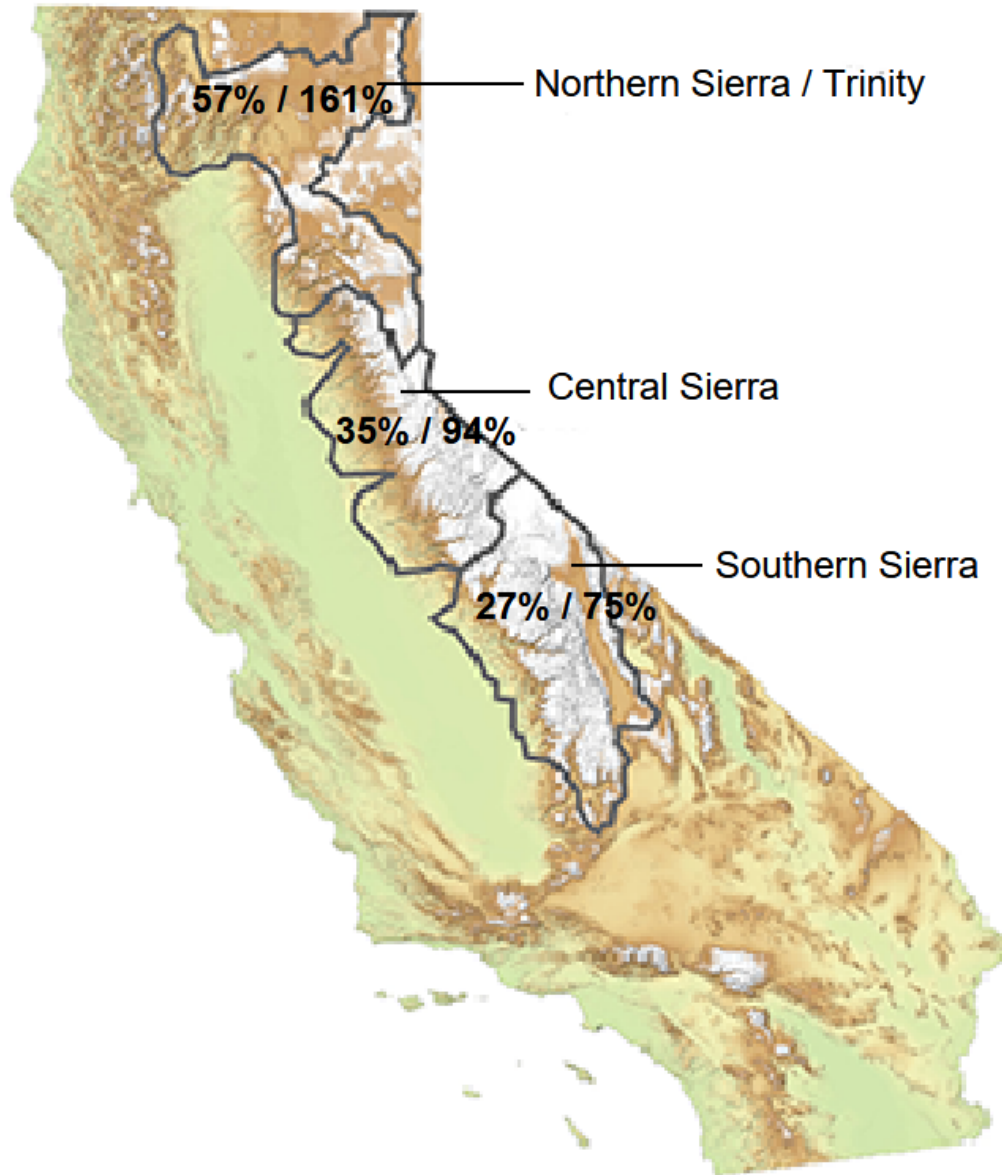 Northern Sierra / Trinity
57% / 161%
Central Sierra
35% / 94%
Southern Sierra
27% / 75%